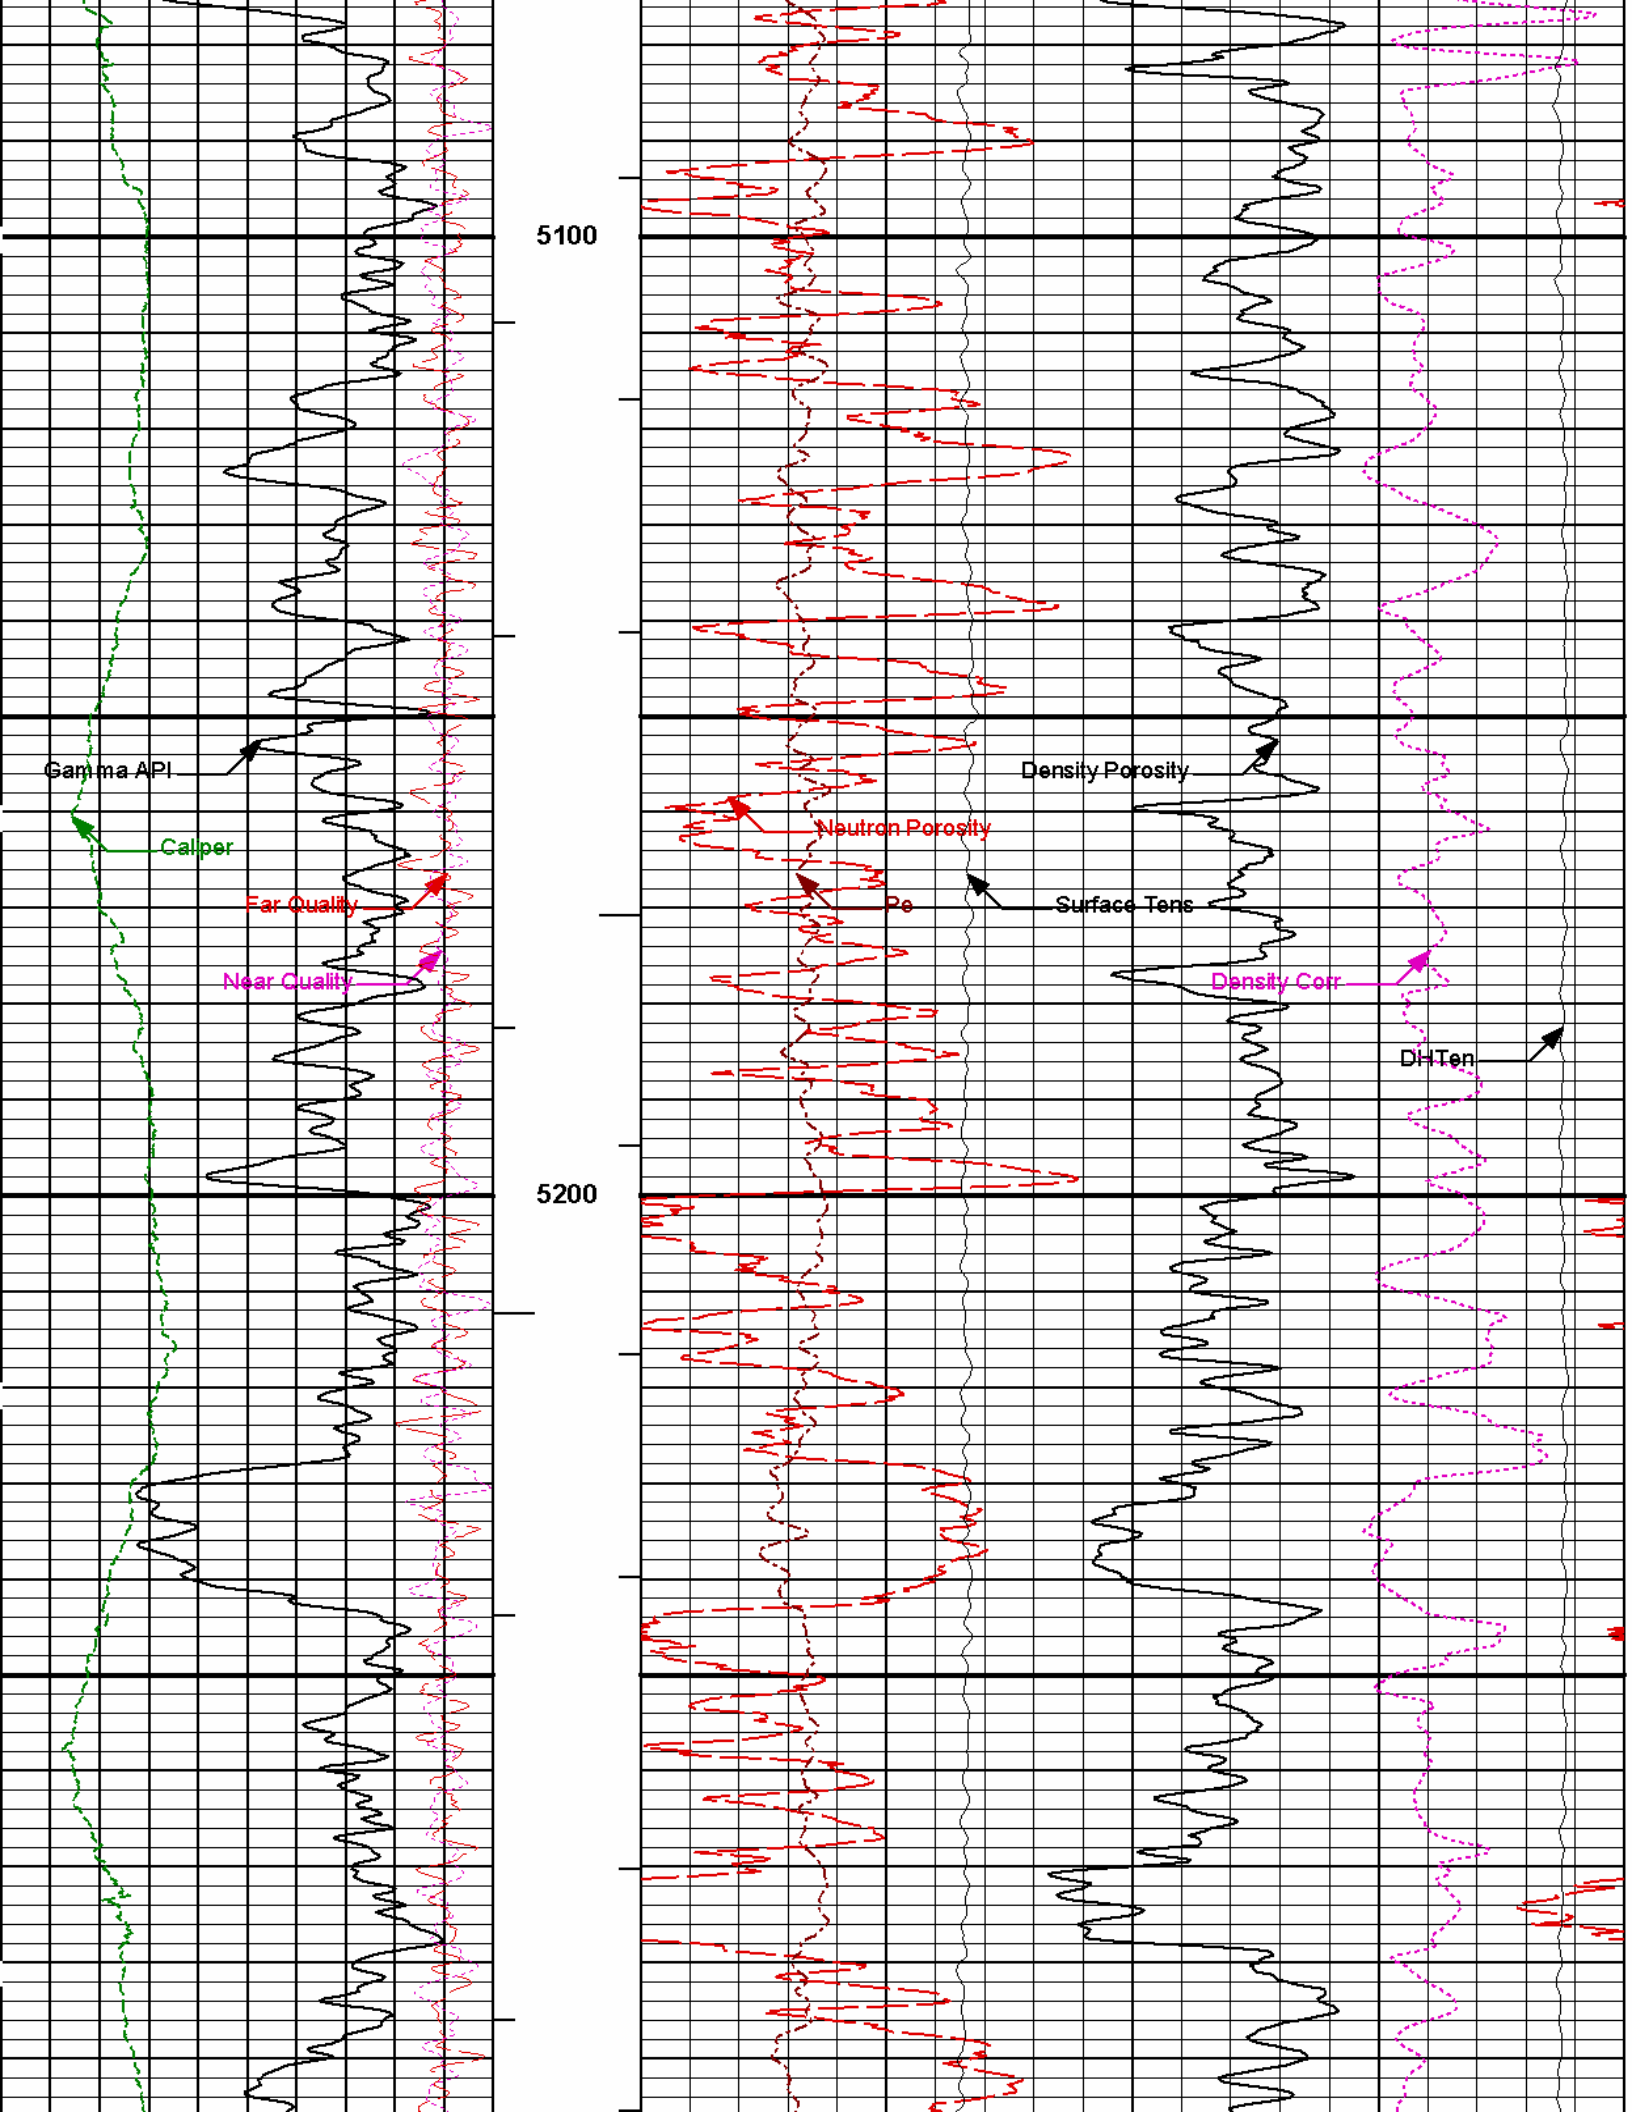 5100
Gamma API
Density Porosity
Neutron Porosity
Caliper
Far Quality
Pe
Surface Tens
Near Quality
Density Corr
DHTen
5200